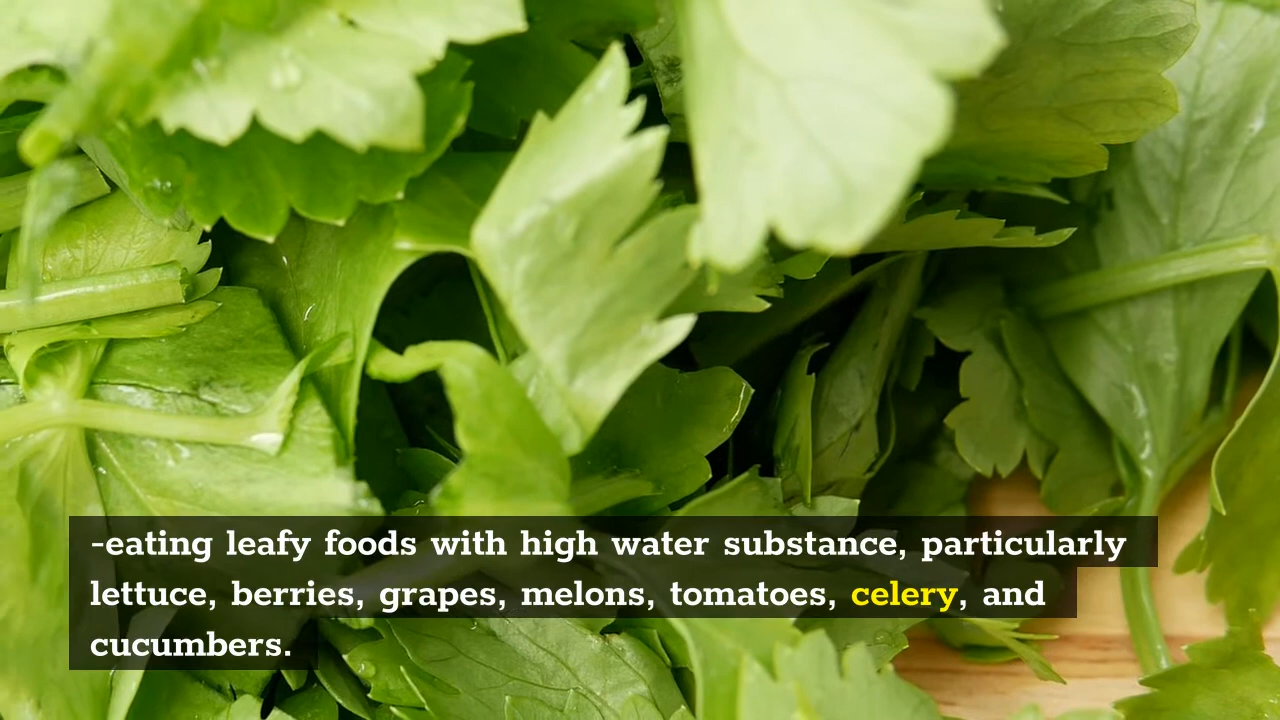 -eating leafy foods with high water substance, particularly
lettuce, berries, grapes, melons, tomatoes, celery, and
cucumbers.